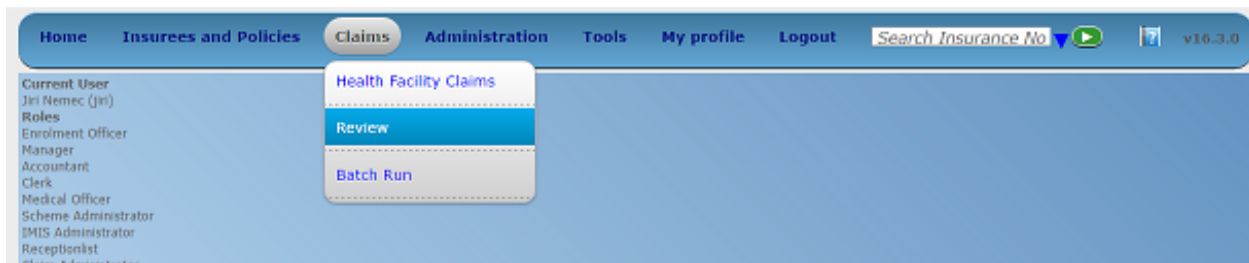 Home Insurees and Policies Claims Administration Tools My profile Logout Search Insurance No ? v16.3.0
Health Facility Claims
Review
Batch Run
Current User
Jiri Nemec (jiri)
Roles
Enrolment Officer
Manager
Accountant
Clerk
Medical Officer
Scheme Administrator
IMIS Administrator
Receptionlist
Claim Administrator